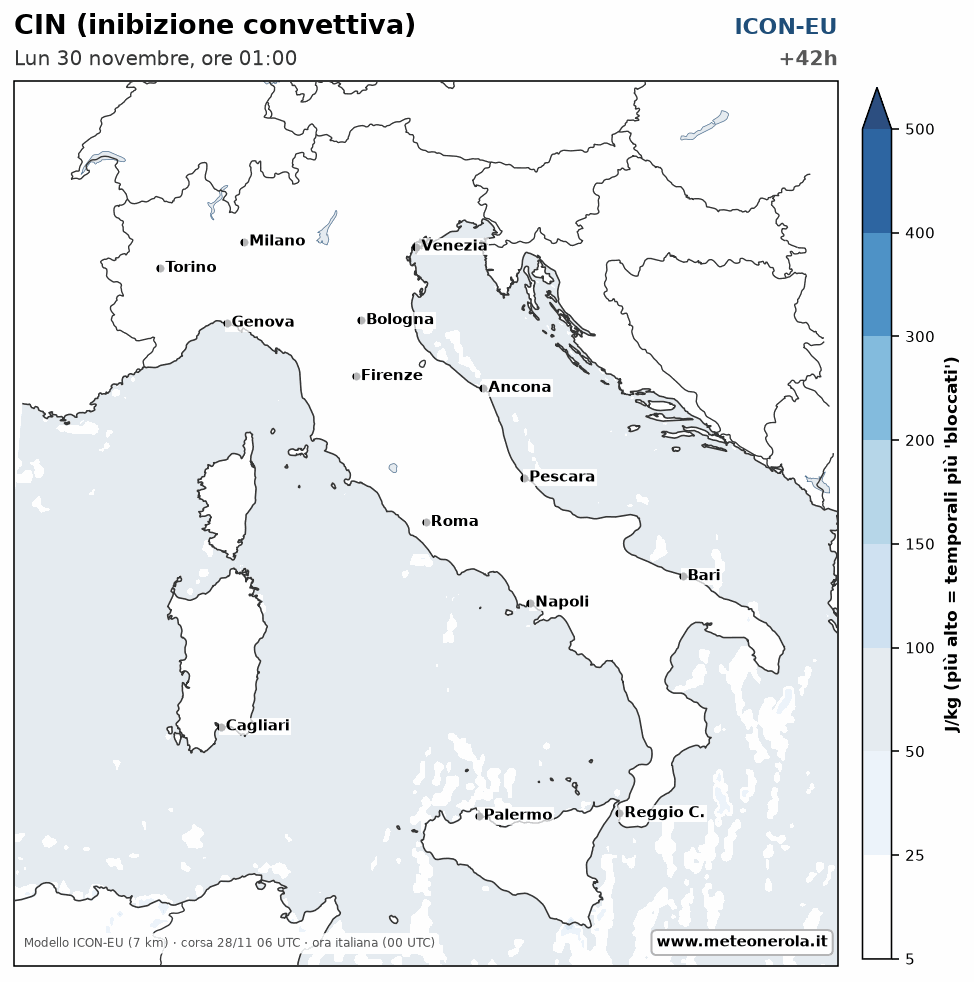 CIN (inibizione convettiva)
ICON-EU
Lun 30 novembre, ore 01:00
+42h
Milano
Venezia
Torino
Genova
Bologna
Firenze
Ancona
Pescara
Roma
Bari
Napoli
Cagliari
Palermo
Reggio C.
500
400
300
200
150
100
50
25
5
J/kg (più alto = temporali più 'bloccati')
Modello ICON-EU (7 km) · corsa 28/11 06 UTC · ora italiana (00 UTC)
www.meteonerola.it